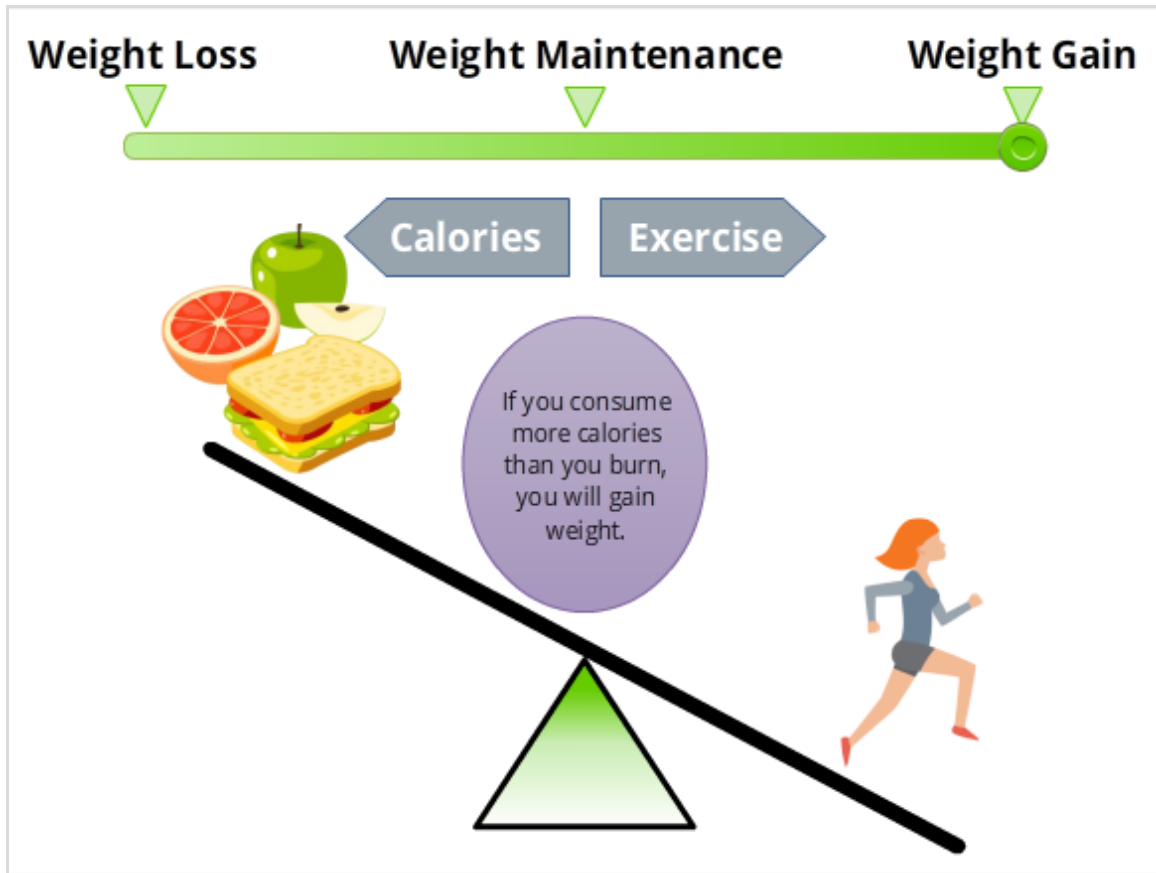 Weight Loss Weight Maintenance Weight Gain
Calories Exercise
If you consume
more calories
than you burn,
you will gain
weight.